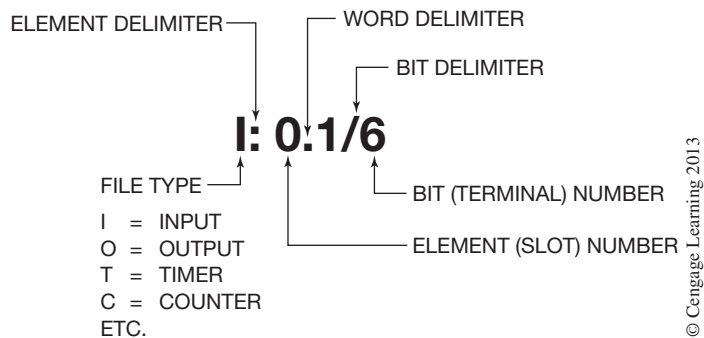 ELEMENT DELIMITER
WORD DELIMITER
BIT DELIMITER
I: 0.1/6
FILE TYPE
BIT (TERMINAL) NUMBER
I = INPUT
ELEMENT (SLOT) NUMBER
O = OUTPUT
T = TIMER
C = COUNTER
ETC.
© Cengage Learning 2013